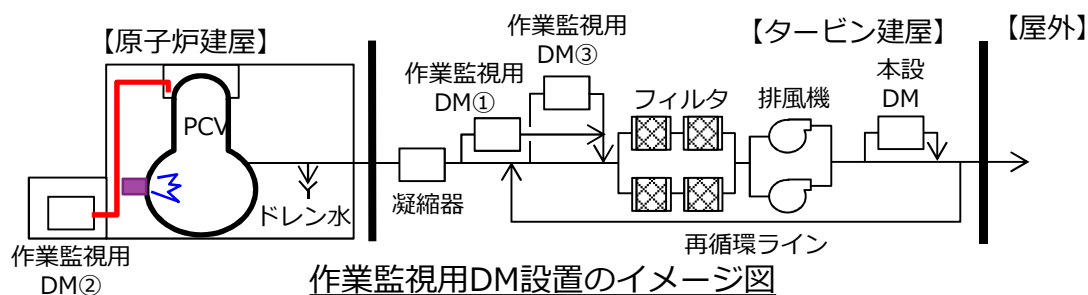 【原子炉建屋】
【タービン建屋】
【屋外】
作業監視用
DM③
作業監視用
DM①
フィルタ
排風機
本設
DM
PCV
凝縮器
ドレン水
再循環ライン
作業監視用
DM②
作業監視用DM設置のイメージ図